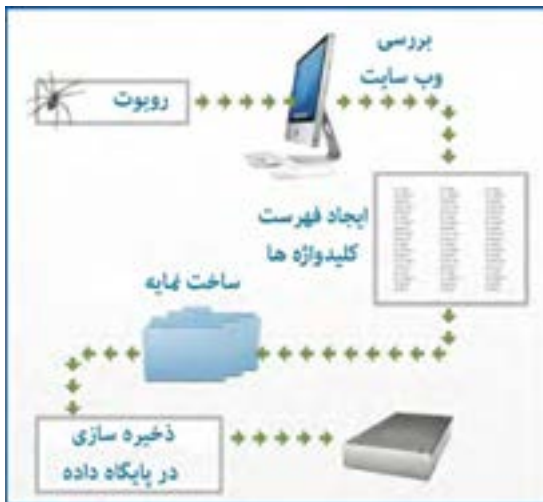 بررسی
وب سایت
روبوت
ایجاد فهرست
کلیدواژه ها
ساخت نمایه
ذخیره سازی
در پایگاه داده